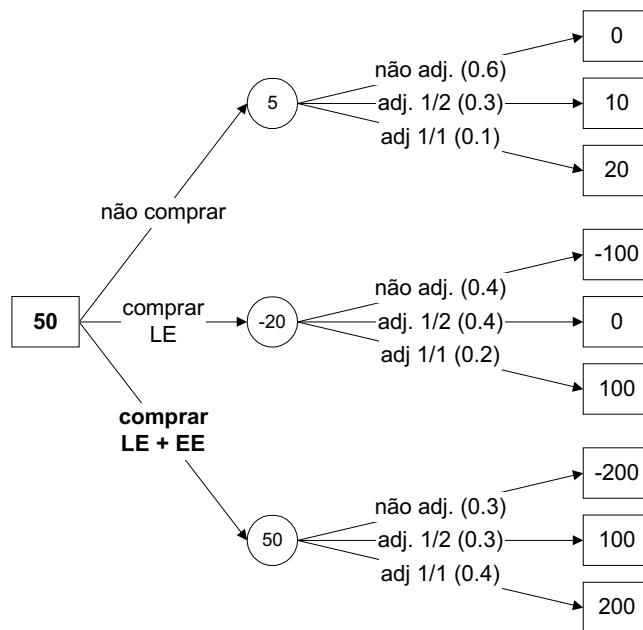 0
não adj. (0.6)
5
adj. 1/2 (0.3)
10
adj 1/1 (0.1)
20
não comprar
-100
não adj. (0.4)
50
comprar
LE
-20
adj. 1/2 (0.4)
0
adj 1/1 (0.2)
100
comprar
LE + EE
-200
não adj. (0.3)
50
adj. 1/2 (0.3)
100
adj 1/1 (0.4)
200